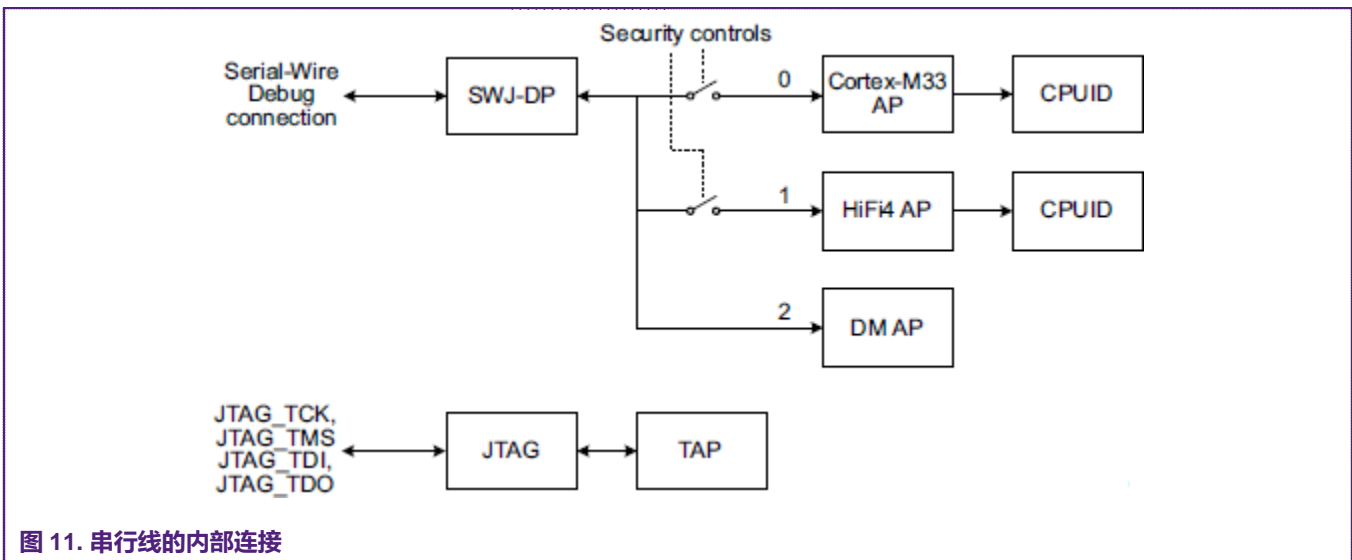 Security controls
Serial-Wire
Debug
connection
SWJ-DP
0
Cortex-M33
AP
CPUID
1
HiFi4 AP
CPUID
2
DM AP
JTAG_TCK,
JTAG_TMS
JTAG_TDI,
JTAG_TDO
JTAG
TAP
图 11. 串行线的内部连接